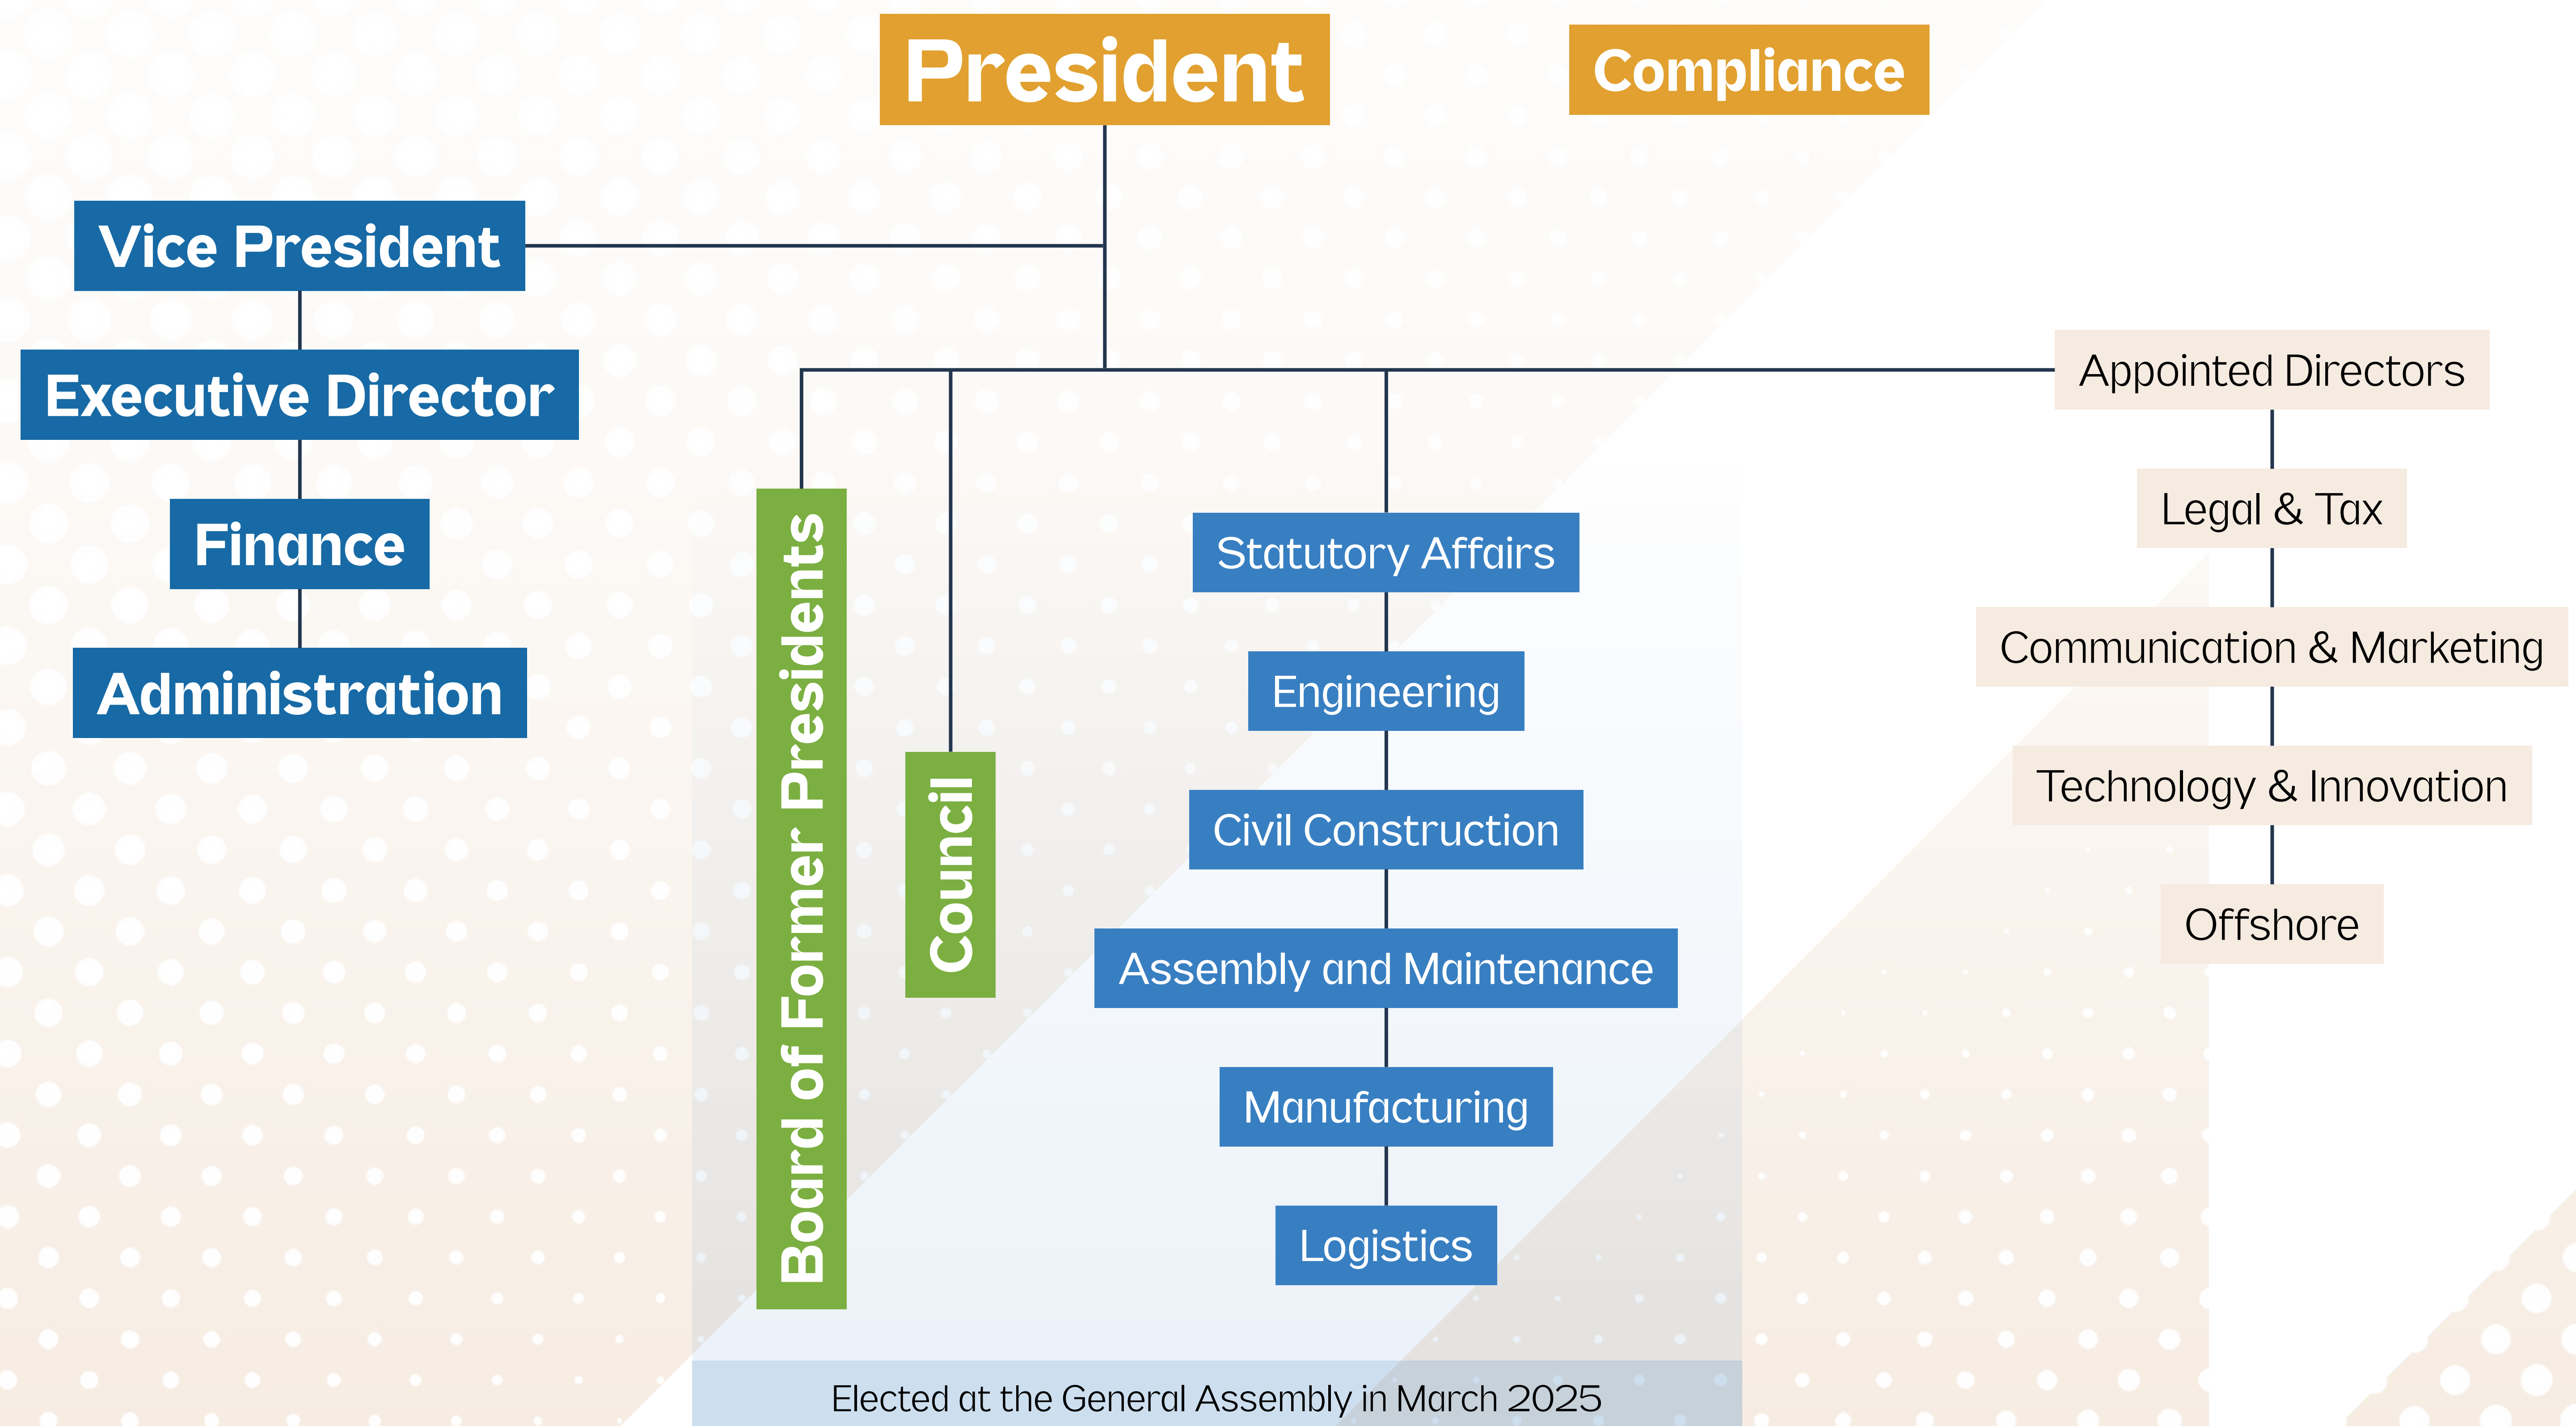 President
Compliance
Vice President
Executive Director
Finance
Administration
Board of Former Presidents
Council
Statutory Affairs
Engineering
Civil Construction
Assembly and Maintenance
Manufacturing
Logistics
Appointed Directors
Legal & Tax
Communication & Marketing
Technology & Innovation
Offshore
Elected at the General Assembly in March 2025